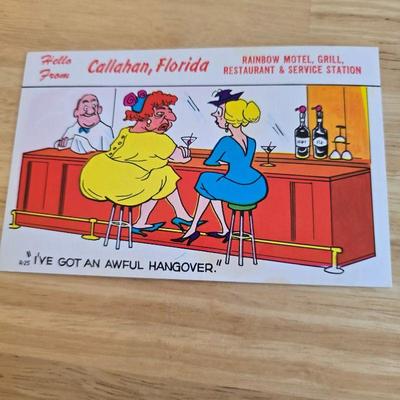 Hello
From
Callahan, Florida
RAINBOW MOTEL, GRILL,
RESTAURANT & SERVICE STATION
"I'VE GOT AN AWFUL HANGOVER."